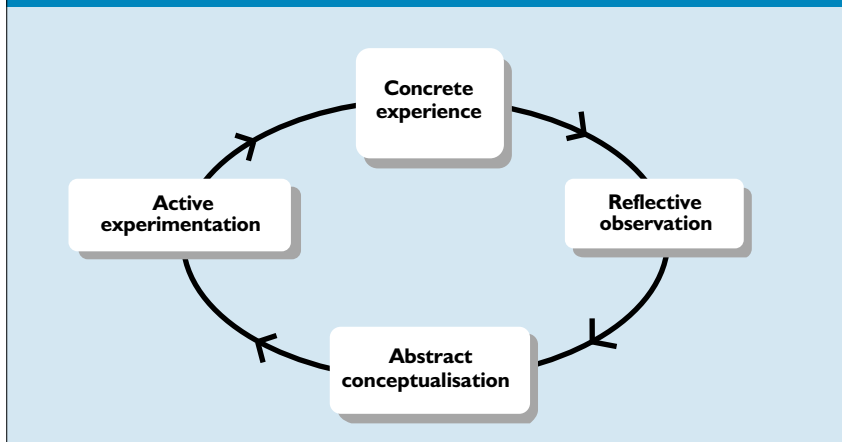 Concrete
experience
Reflective
observation
Abstract
conceptualisation
Active
experimentation